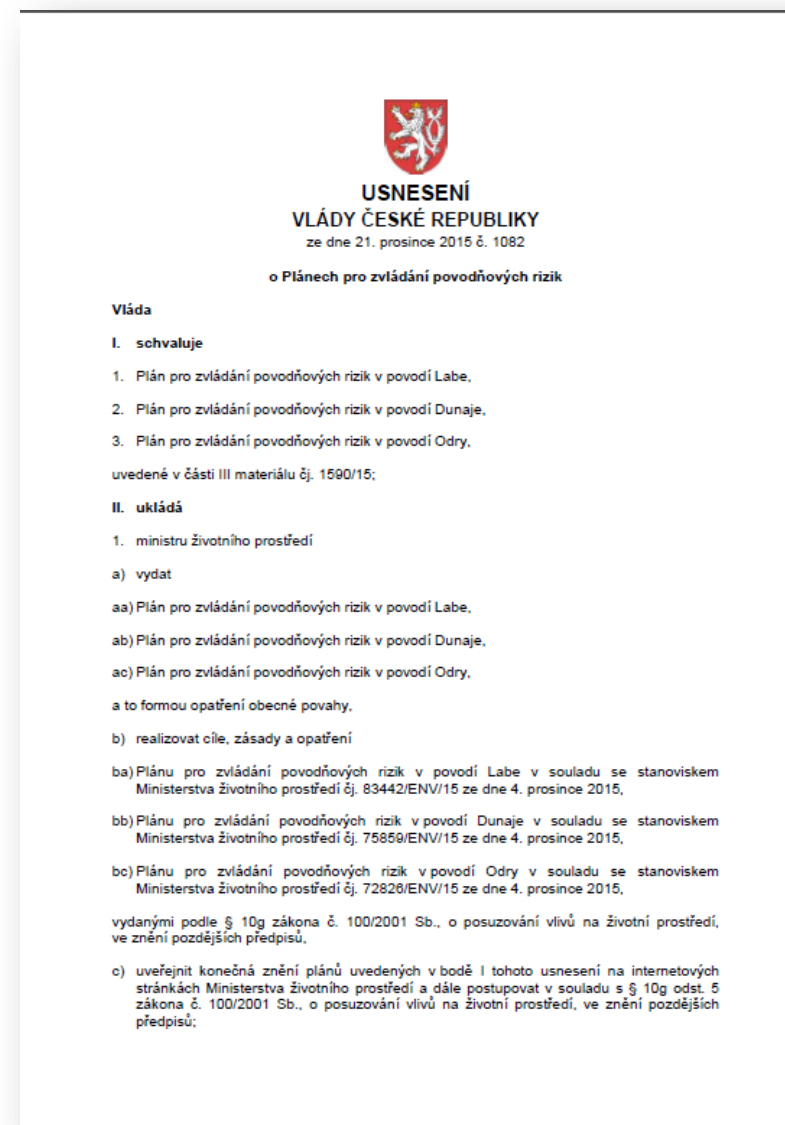 USNESENÍ
VLÁDY ČESKÉ REPUBLIKY
ze dne 21. prosince 2015 č. 1082
o Plánech pro zvládání povodňových rizik
Vláda
I. schvaluje
1. Plán pro zvládání povodňových rizik v povodí Labe,
2. Plán pro zvládání povodňových rizik v povodí Dunaje,
3. Plán pro zvládání povodňových rizik v povodí Odry,
uvedené v části III materiálu čj. 1590/15;
II. ukládá
1. ministru životního prostředí
a) vydat
aa) Plán pro zvládání povodňových rizik v povodí Labe,
ab) Plán pro zvládání povodňových rizik v povodí Dunaje,
ac) Plán pro zvládání povodňových rizik v povodí Odry,
a to formou opatření obecné povahy,
b) realizovat cíle, zásady a opatření
ba) Plánu pro zvládání povodňových rizik v povodí Labe v souladu se stanoviskem
Ministerstva životního prostředí čj. 83442/ENV/15 ze dne 4. prosince 2015,
bb) Plánu pro zvládání povodňových rizik v povodí Dunaje v souladu se stanoviskem
Ministerstva životního prostředí čj. 75859/ENV/15 ze dne 4. prosince 2015,
bc) Plánu pro zvládání povodňových rizik v povodí Odry v souladu se stanoviskem
Ministerstva životního prostředí čj. 72826/ENV/15 ze dne 4. prosince 2015,
vydanými podle § 10g zákona č. 100/2001 Sb., o posuzování vlivů na životní prostředí,
ve znění pozdějších předpisů,
c) uveřejnit konečná znění plánů uvedených v bodě I tohoto usnesení na internetových
stránkách Ministerstva životního prostředí a dále postupovat v souladu s § 10g odst. 5
zákona č. 100/2001 Sb., o posuzování vlivů na životní prostředí, ve znění pozdějších
předpisů;